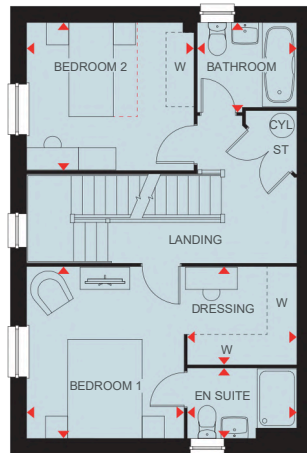 BEDROOM 2
W
BATHROOM
CYL
ST
LANDING
DRESSING
W
W
BEDROOM 1
EN SUITE